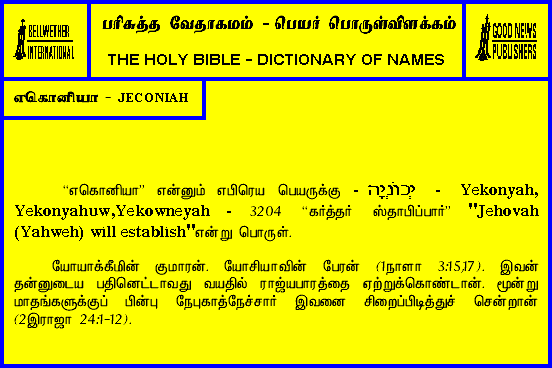 BELLWETHER
INTERNATIONAL
பரிசுத்த வேதாகமம் - பெயர் பொருள்விளக்கம்
THE HOLY BIBLE - DICTIONARY OF NAMES
GOOD NEWS
PUBLISHERS
எகொனியா - JECONIAH
“எகொனியா” என்னும் எபிரெய பெயருக்கு - יְכׇנְיָה - Yekonyah,
Yekonyahuw,Yekowneyah - 3204 “கர்த்தர் ஸ்தாபிப்பார்” "Jehovah
(Yahweh) will establish"என்று பொருள்.
யோயாக்கீமின் குமாரன். யோசியாவின் பேரன் (1நாளா 3:15,17). இவன்
தன்னுடைய பதினெட்டாவது வயதில் ராஜ்யபாரத்தை ஏற்றுக்கொண்டான். மூன்று
மாதங்களுக்குப் பின்பு நேபுகாத்நேச்சார் இவனை சிறைப்பிடித்துச் சென்றான்
(2இராஜா 24:1-12).